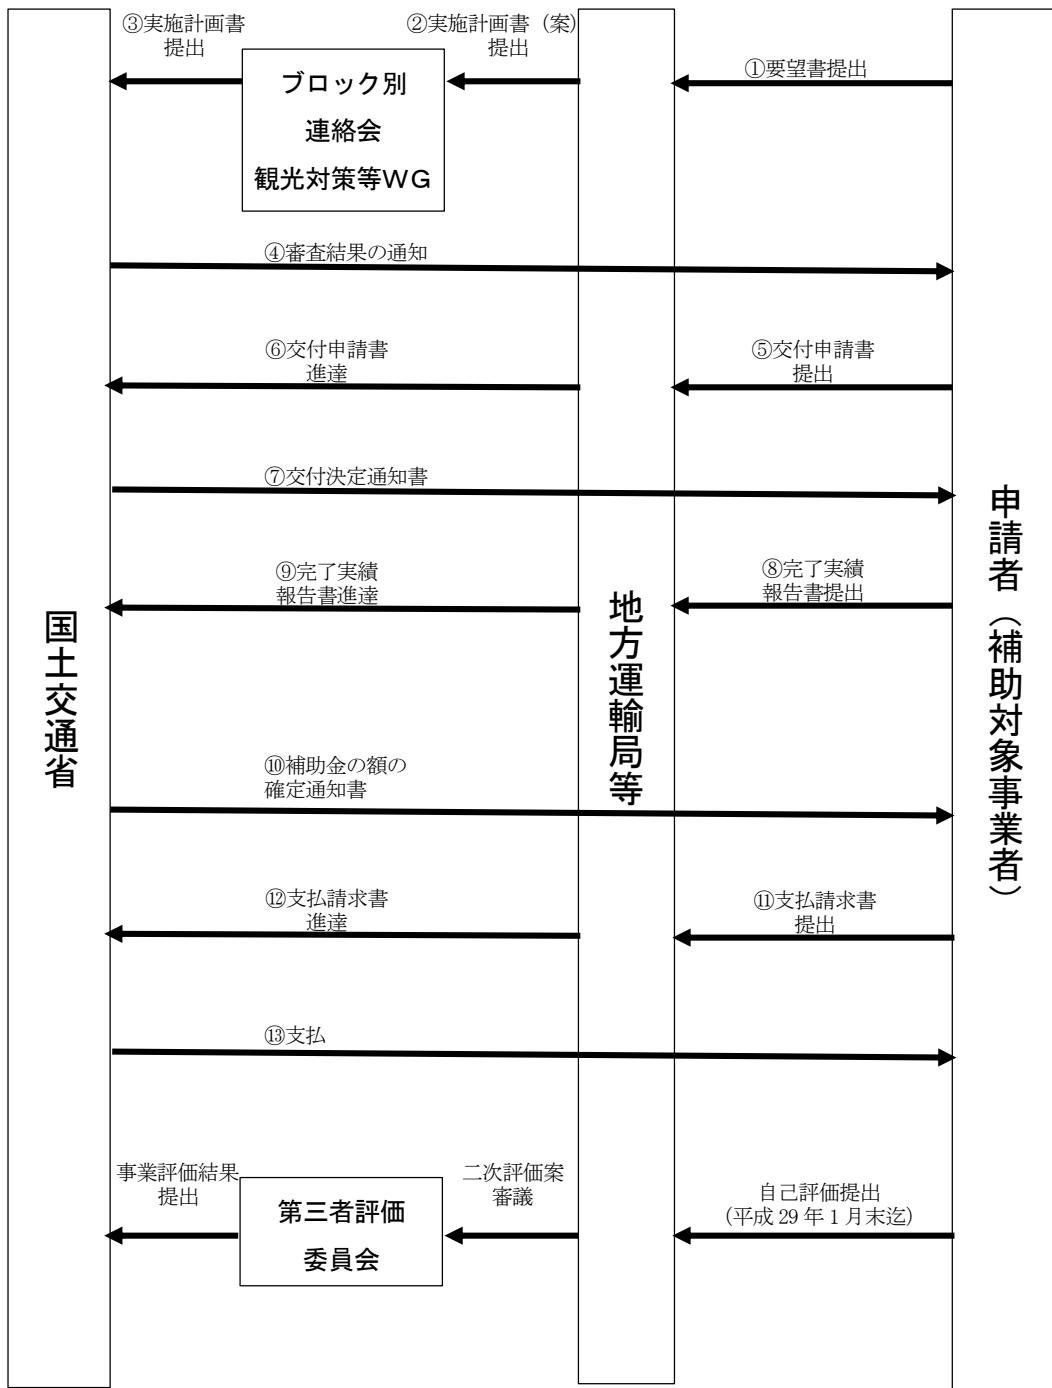 ③実施計画書
提出
②実施計画書（案）
提出
①要望書提出
ブロック別
連絡会
観光対策等ＷＧ
④審査結果の通知
⑥交付申請書
進達
⑤交付申請書
提出
⑦交付決定通知書
⑨完了実績
報告書進達
⑧完了実績
報告書提出
国土交通省
地方運輸局等
申請者（補助対象事業者）
⑩補助金の額の
確定通知書
⑫支払請求書
進達
⑪支払請求書
提出
⑬支払
事業評価結果
提出
二次評価案
審議
自己評価提出
（平成 29 年 1 月末迄）
第三者評価
委員会